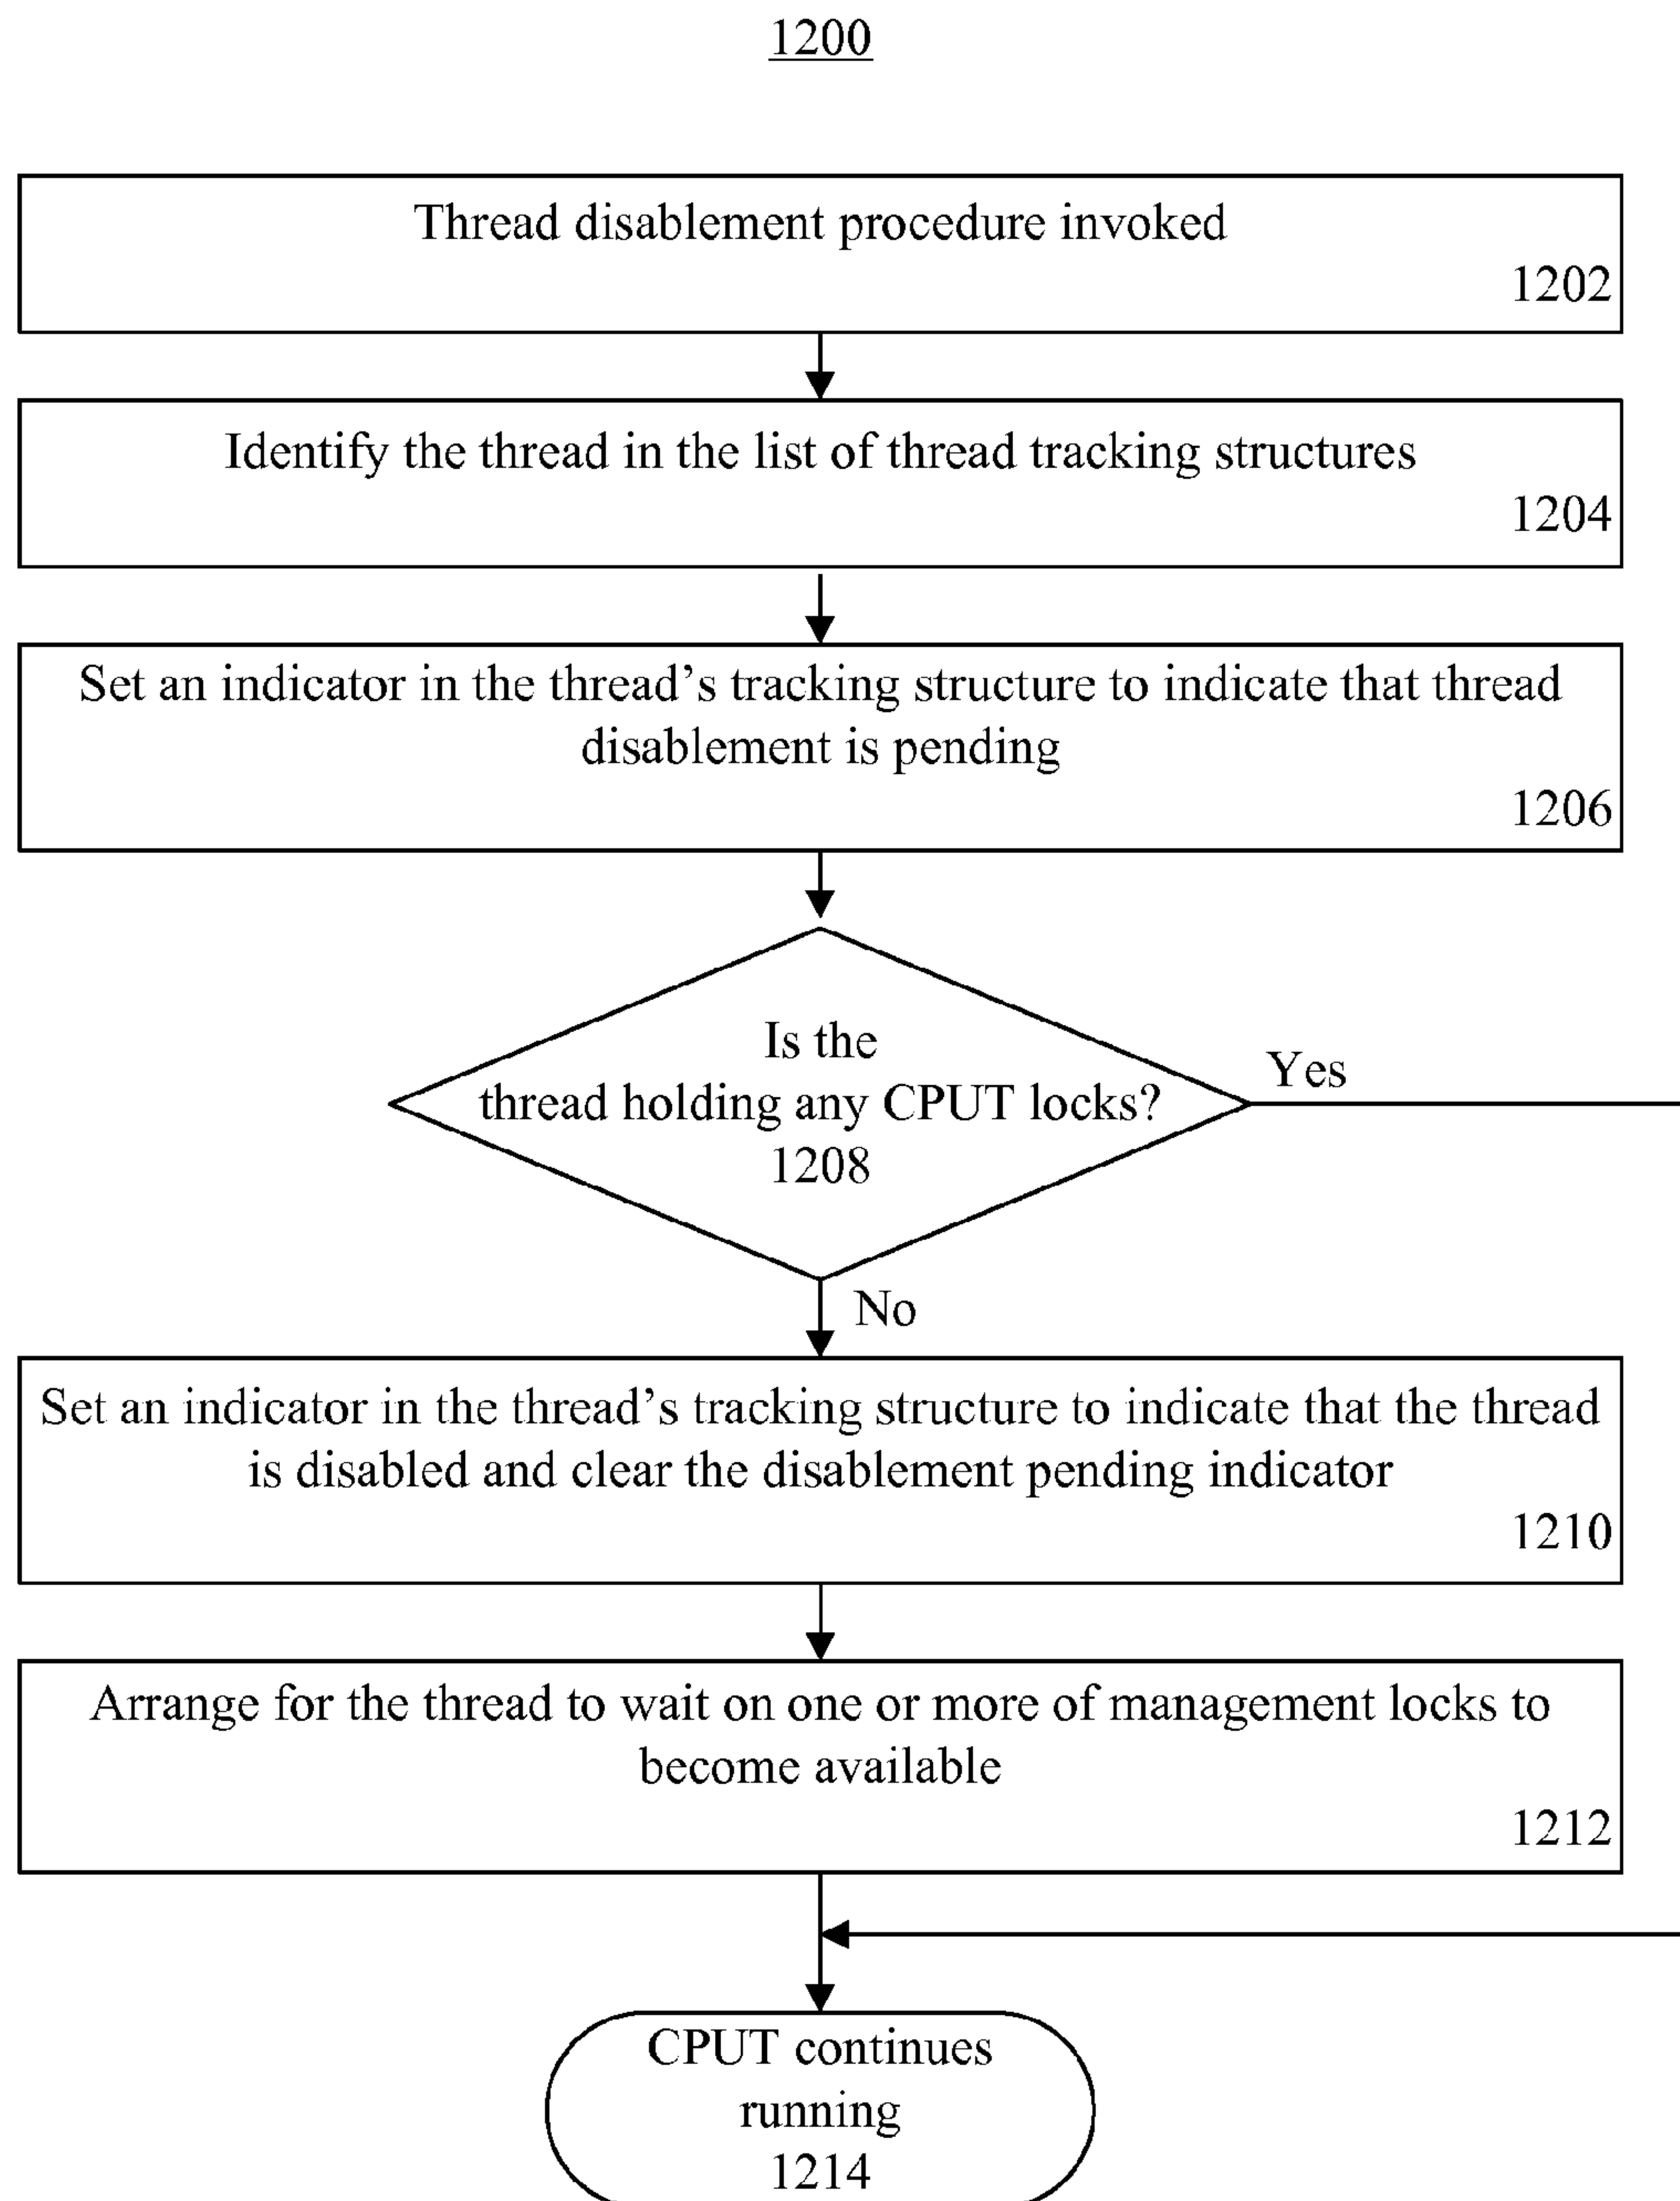 1200
Thread disablement procedure invoked
1202
Identify the thread in the list of thread tracking structures
1204
Set an indicator in the thread’s tracking structure to indicate that thread
disablement is pending
1206
Is the
thread holding any CPUT locks?
1208
Yes
No
Set an indicator in the thread’s tracking structure to indicate that the thread
is disabled and clear the disablement pending indicator
1210
Arrange for the thread to wait on one or more of management locks to
become available
1212
CPUT continues
running
1214